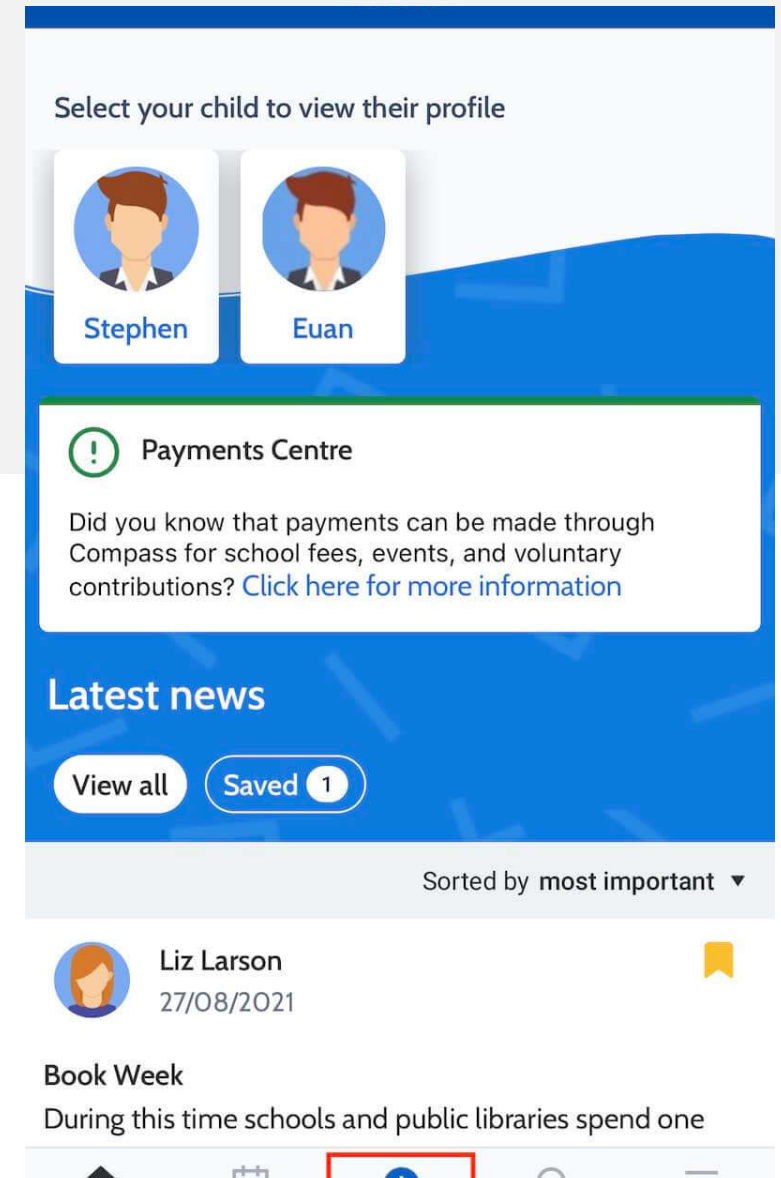 Select your child to view their profile
Stephen
Euan
Payments Centre
Did you know that payments can be made through
Compass for school fees, events, and voluntary
contributions? Click here for more information
Latest news
View all
Saved 1
Sorted by most important
Liz Larson
27/08/2021
Book Week
During this time schools and public libraries spend one